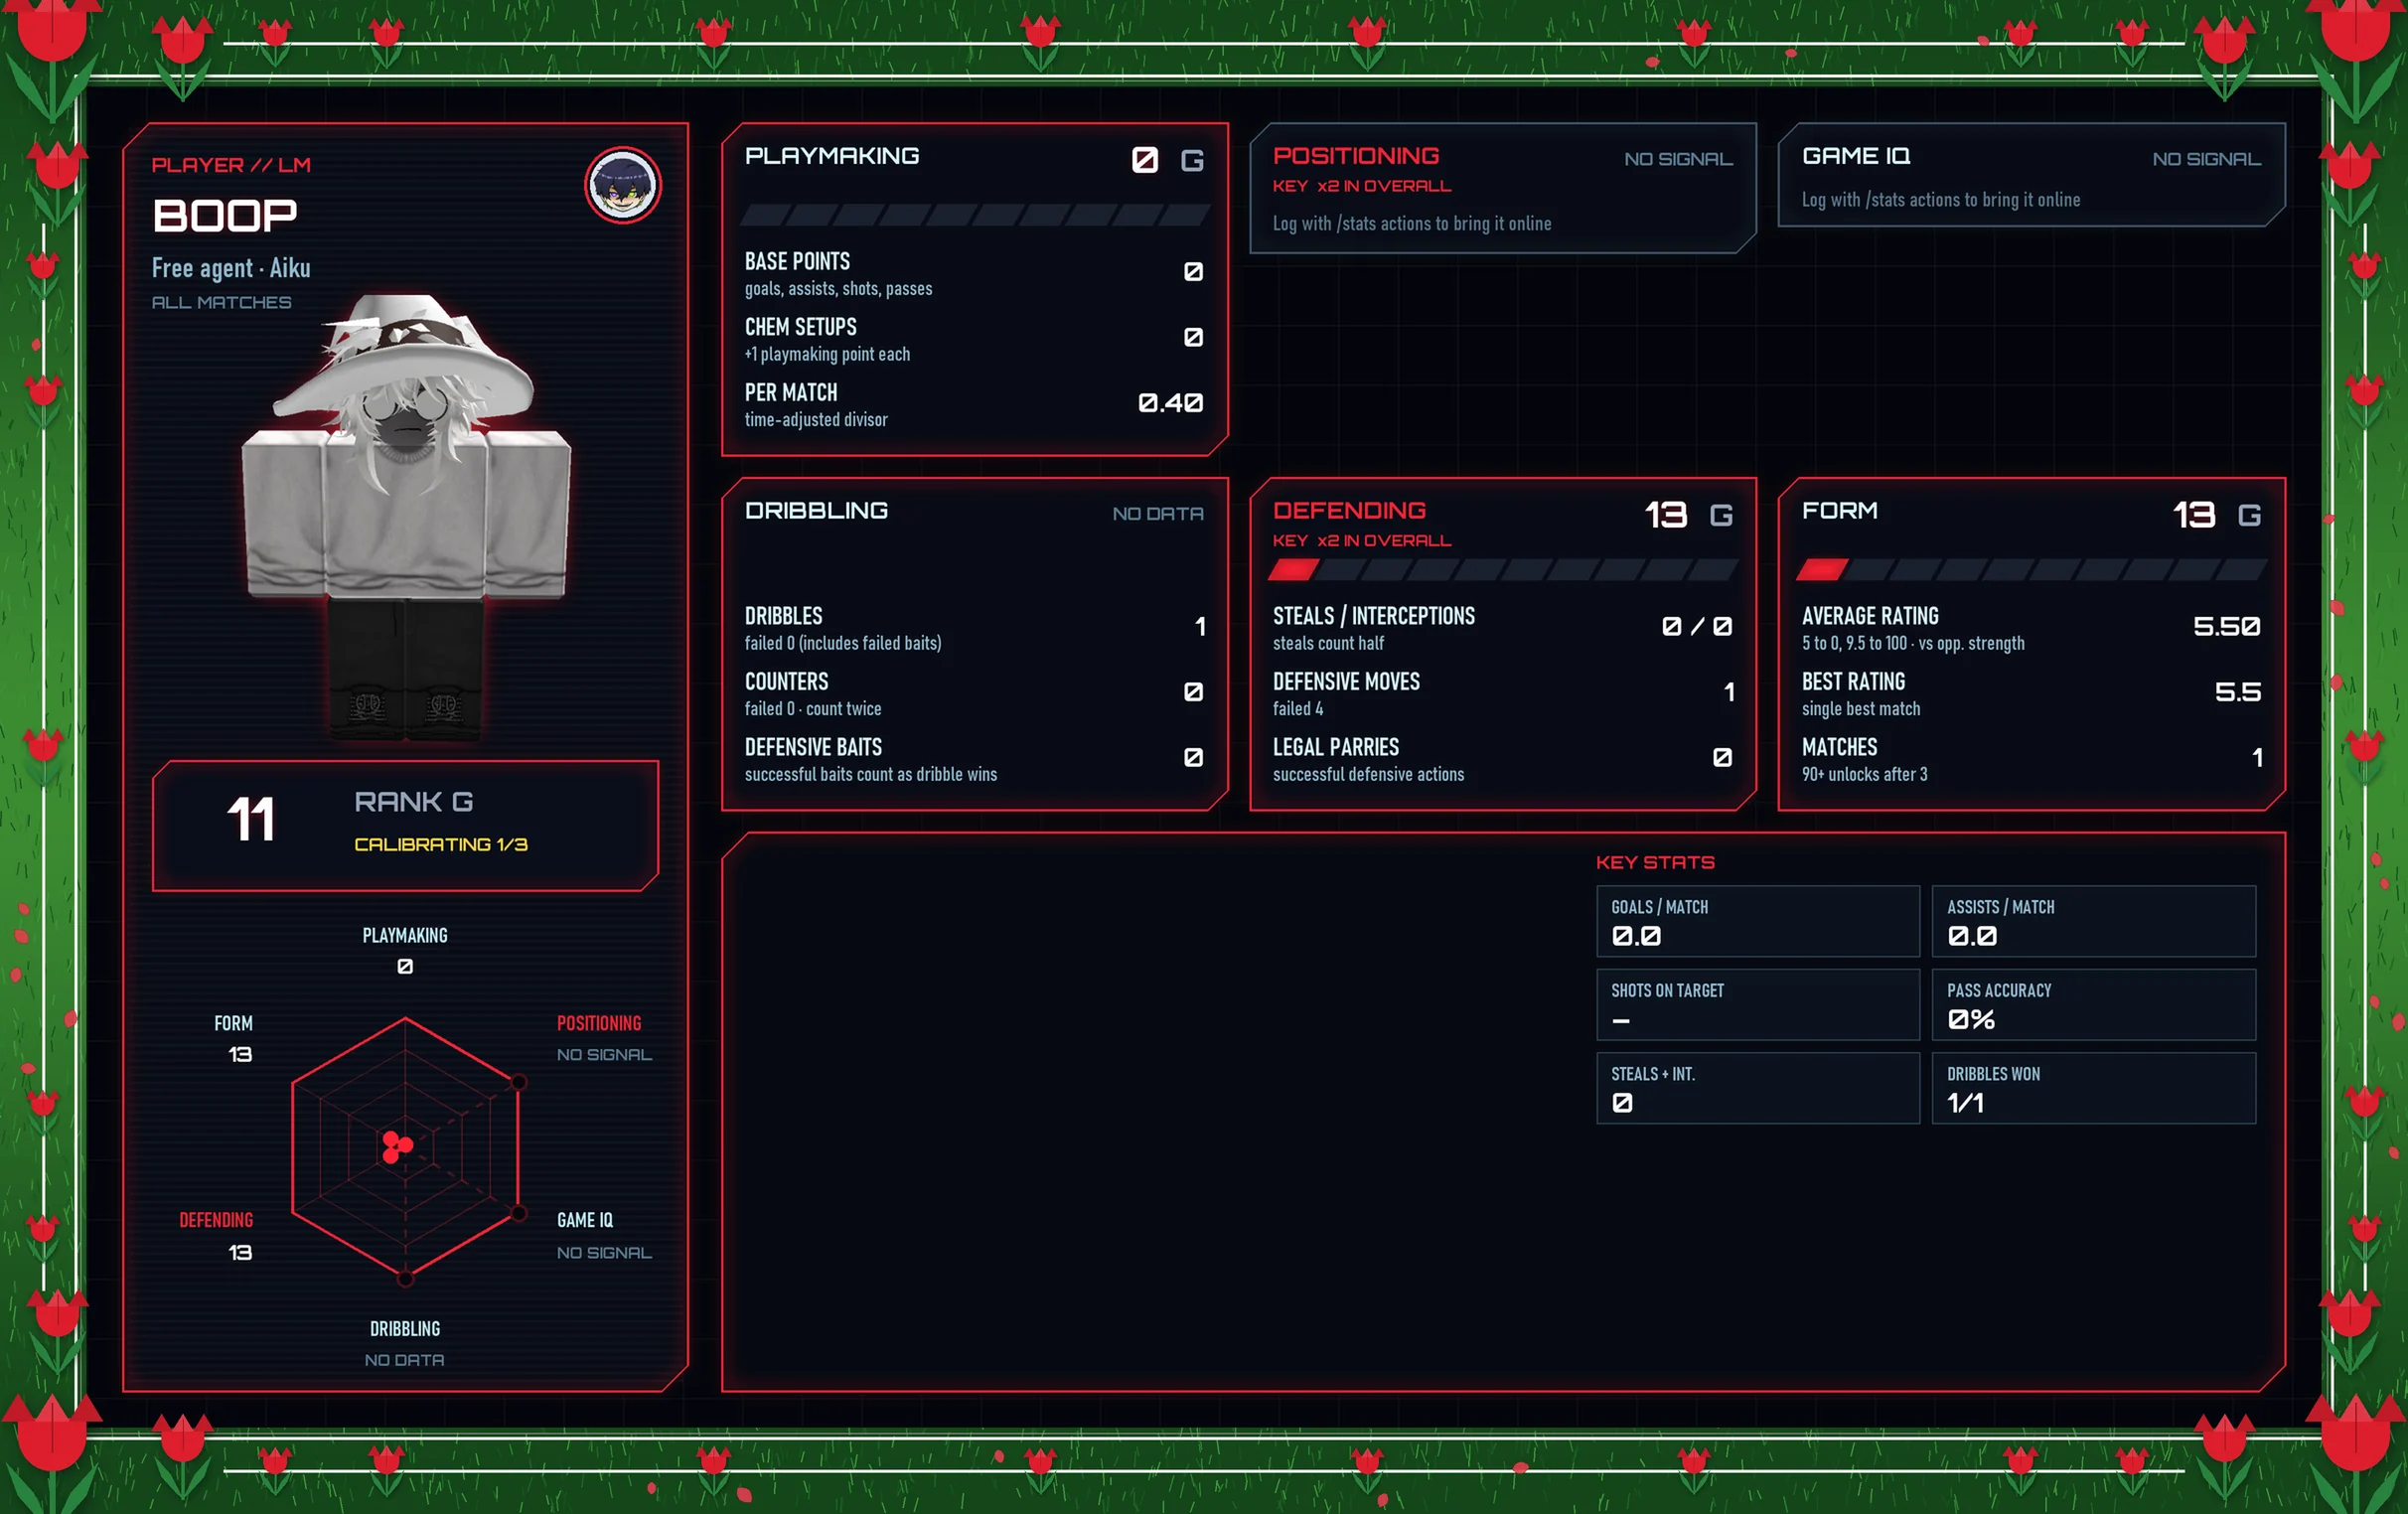 PLAYER // LM
BOOP
Free agent · Aiku
ALL MATCHES
11
RANK G
CALIBRATING 1/3
PLAYMAKING
0
FORM
13
POSITIONING
NO SIGNAL
DEFENDING
13
GAME IQ
NO SIGNAL
DRIBBLING
NO DATA
PLAYMAKING 0 G
BASE POINTS 0
goals, assists, shots, passes
CHEM SETUPS 0
+1 playmaking point each
PER MATCH 0.40
time-adjusted divisor
POSITIONING NO SIGNAL
KEY x2 IN OVERALL
Log with /stats actions to bring it online
GAME IQ NO SIGNAL
Log with /stats actions to bring it online
DRIBBLING NO DATA
DRIBBLES 1
failed 0 (includes failed baits)
COUNTERS 0
failed 0 · count twice
DEFENSIVE BAITS 0
successful baits count as dribble wins
DEFENDING 13 G
KEY x2 IN OVERALL
STEALS / INTERCEPTIONS 0 / 0
steals count half
DEFENSIVE MOVES 1
failed 4
LEGAL PARRIES 0
successful defensive actions
FORM 13 G
AVERAGE RATING 5.50
5 to 0, 9.5 to 100 · vs opp. strength
BEST RATING 5.5
single best match
MATCHES 1
90+ unlocks after 3
KEY STATS
GOALS / MATCH
0.0
ASSISTS / MATCH
0.0
SHOTS ON TARGET
–
PASS ACCURACY
0%
STEALS + INT.
0
DRIBBLES WON
1/1